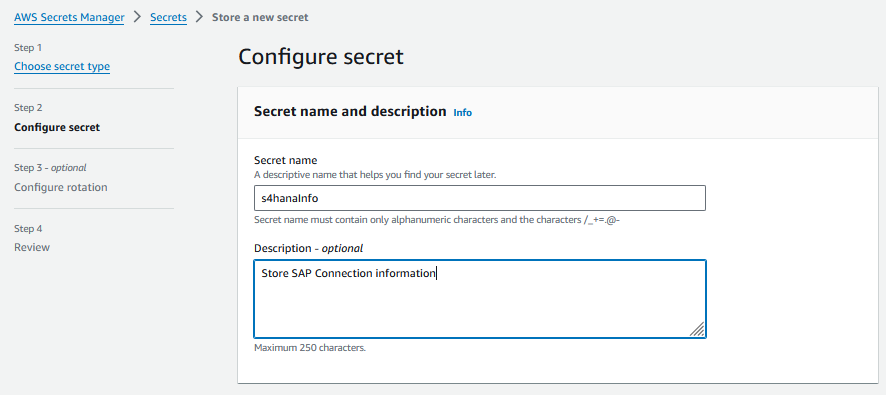 AWS Secrets Manager > Secrets > Store a new secret
Step 1
Choose secret type
Step 2
Configure secret
Step 3 - optional
Configure rotation
Step 4
Review
Configure secret
Secret name and description Info
Secret name
A descriptive name that helps you find your secret later.
s4hanaInfo
Secret name must contain only alphanumeric characters and the characters /_+=.@-
Description - optional
Store SAP Connection information
Maximum 250 characters.